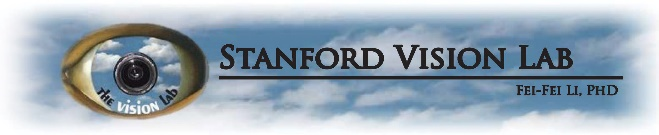 THE VISION LAB
STANFORD VISION LAB
FEI-FEI LI, PHD